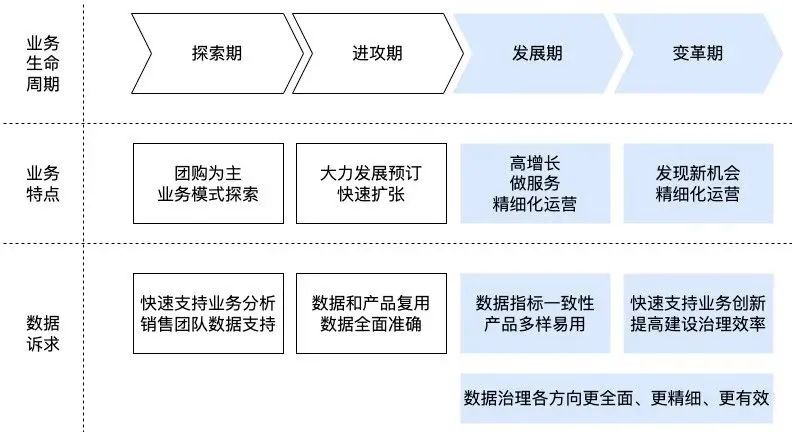 业务
生命
周期
探索期
进攻期
发展期
变革期
业务
特点
团购为主
业务模式探索
大力发展预订
快速扩张
高增长
做服务
精细化运营
发现新机会
精细化运营
数据
诉求
快速支持业务分析
销售团队数据支持
数据和产品复用
数据全面准确
数据指标一致性
产品多样易用
快速支持业务创新
提高建设治理效率
数据治理各方向更全面、更精细、更有效